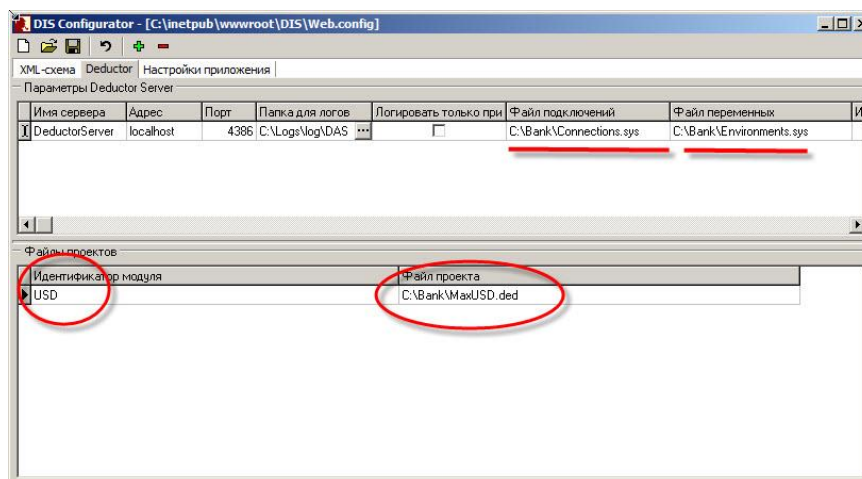 DIS Configurator - [C:\inetpub\wwwroot\DIS\Web.config]
XML-схема Deductor Настройки приложения
Параметры Deductor Server
Имя сервера Адрес Порт Папка для логов Логировать только при Файл подключений Файл переменных И
DeductorServer localhost 4386 C:\Logs\log\DAS ... C:\Bank\Connections.sys C:\Bank\Environments.sys
Файлы проектов
Идентификатор модуля Файл проекта
USD C:\Bank\MaxUSD.ded